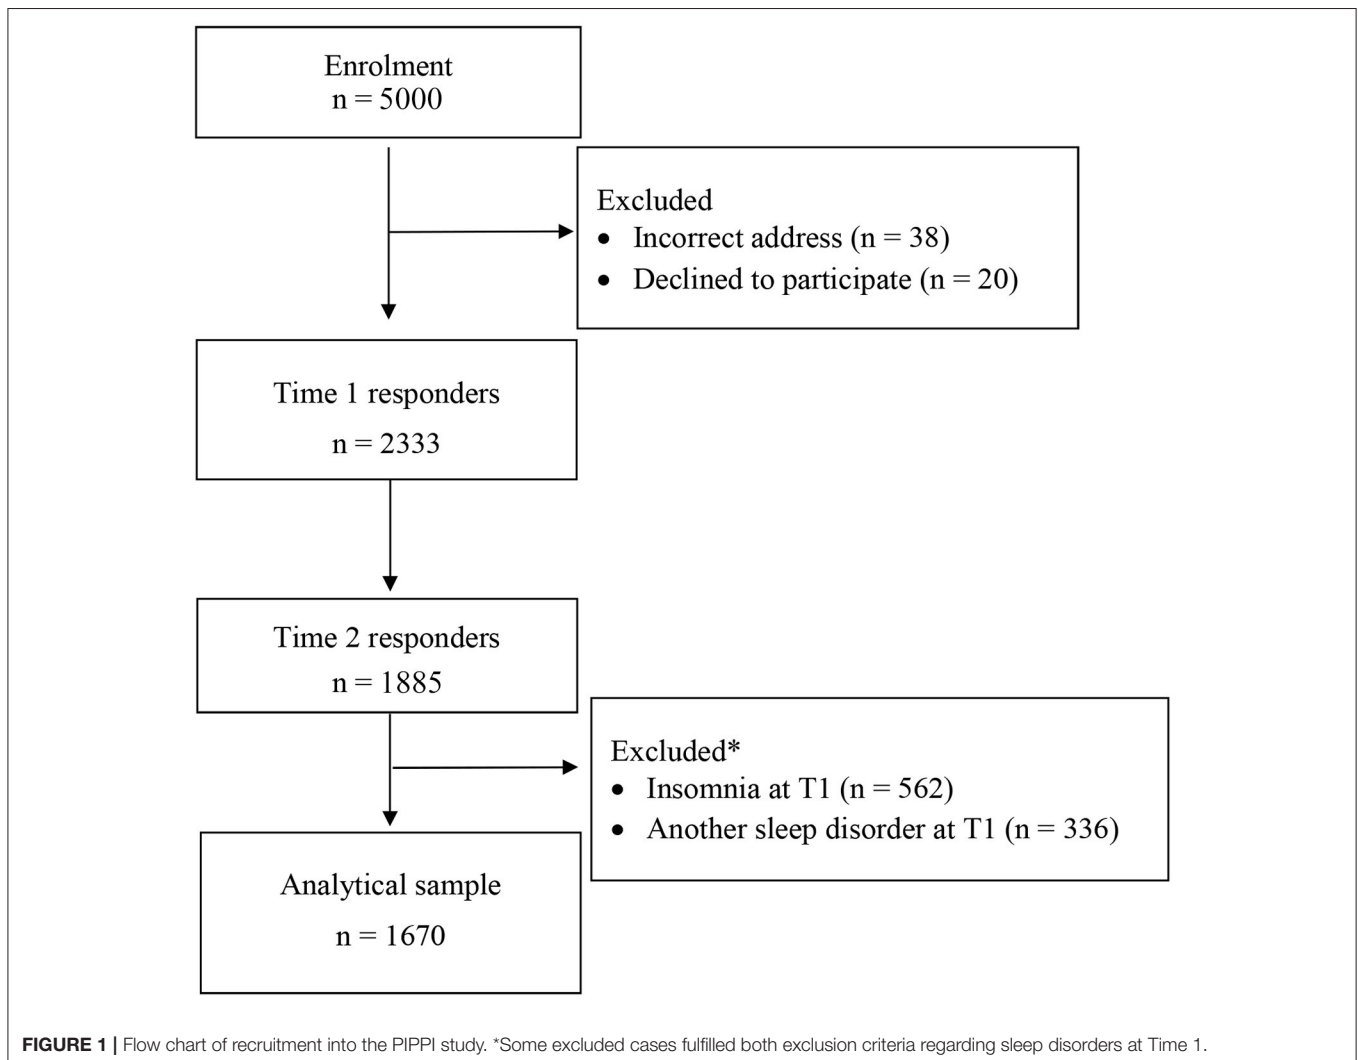 Enrolment
n = 5000
Excluded
• Incorrect address (n = 38)
• Declined to participate (n = 20)
Time 1 responders
n = 2333
Time 2 responders
n = 1885
Excluded*
• Insomnia at T1 (n = 562)
• Another sleep disorder at T1 (n = 336)
Analytical sample
n = 1670
FIGURE 1 | Flow chart of recruitment into the PIPPI study. *Some excluded cases fulfilled both exclusion criteria regarding sleep disorders at Time 1.